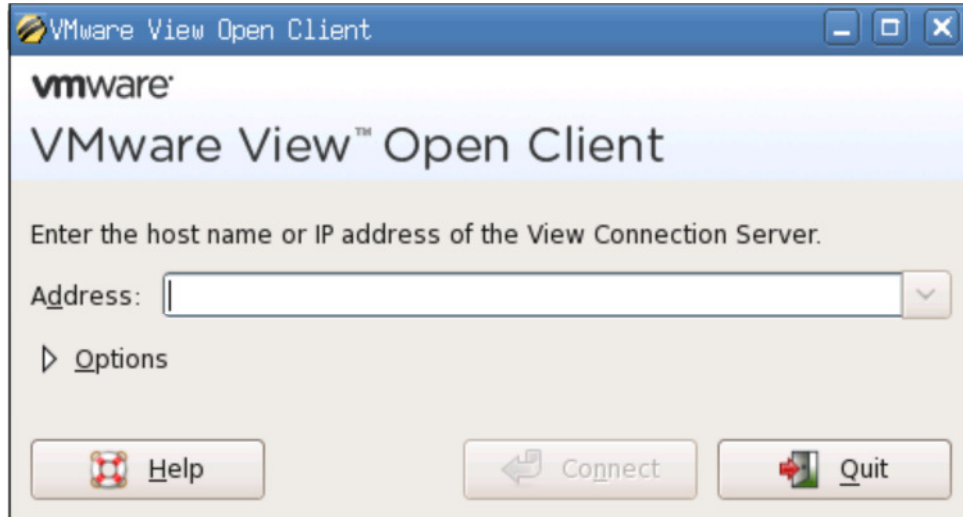 VMware View Open Client
vmware
VMware View™ Open Client
Enter the host name or IP address of the View Connection Server.
Address:
Options
Help Connect Quit